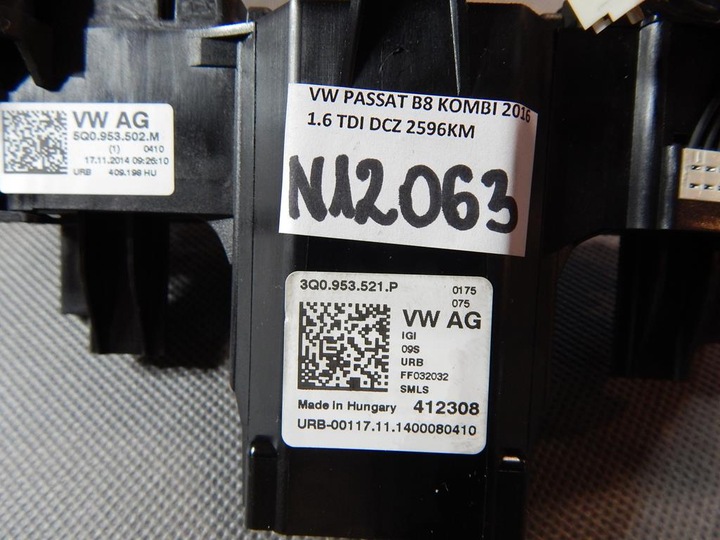 VW AG
5Q0.953.502.M
(1) 0410
17.11.2014 09:26:10
URB 409.198 HU
VW PASSAT B8 KOMBI 2016
1.6 TDI DCZ 2596KM
N12063
3Q0.953.521.P 0175
075
VW AG
IGI
09S
URB
FF032032
SMLS
Made in Hungary 412308
URB-00117.11.1400080410